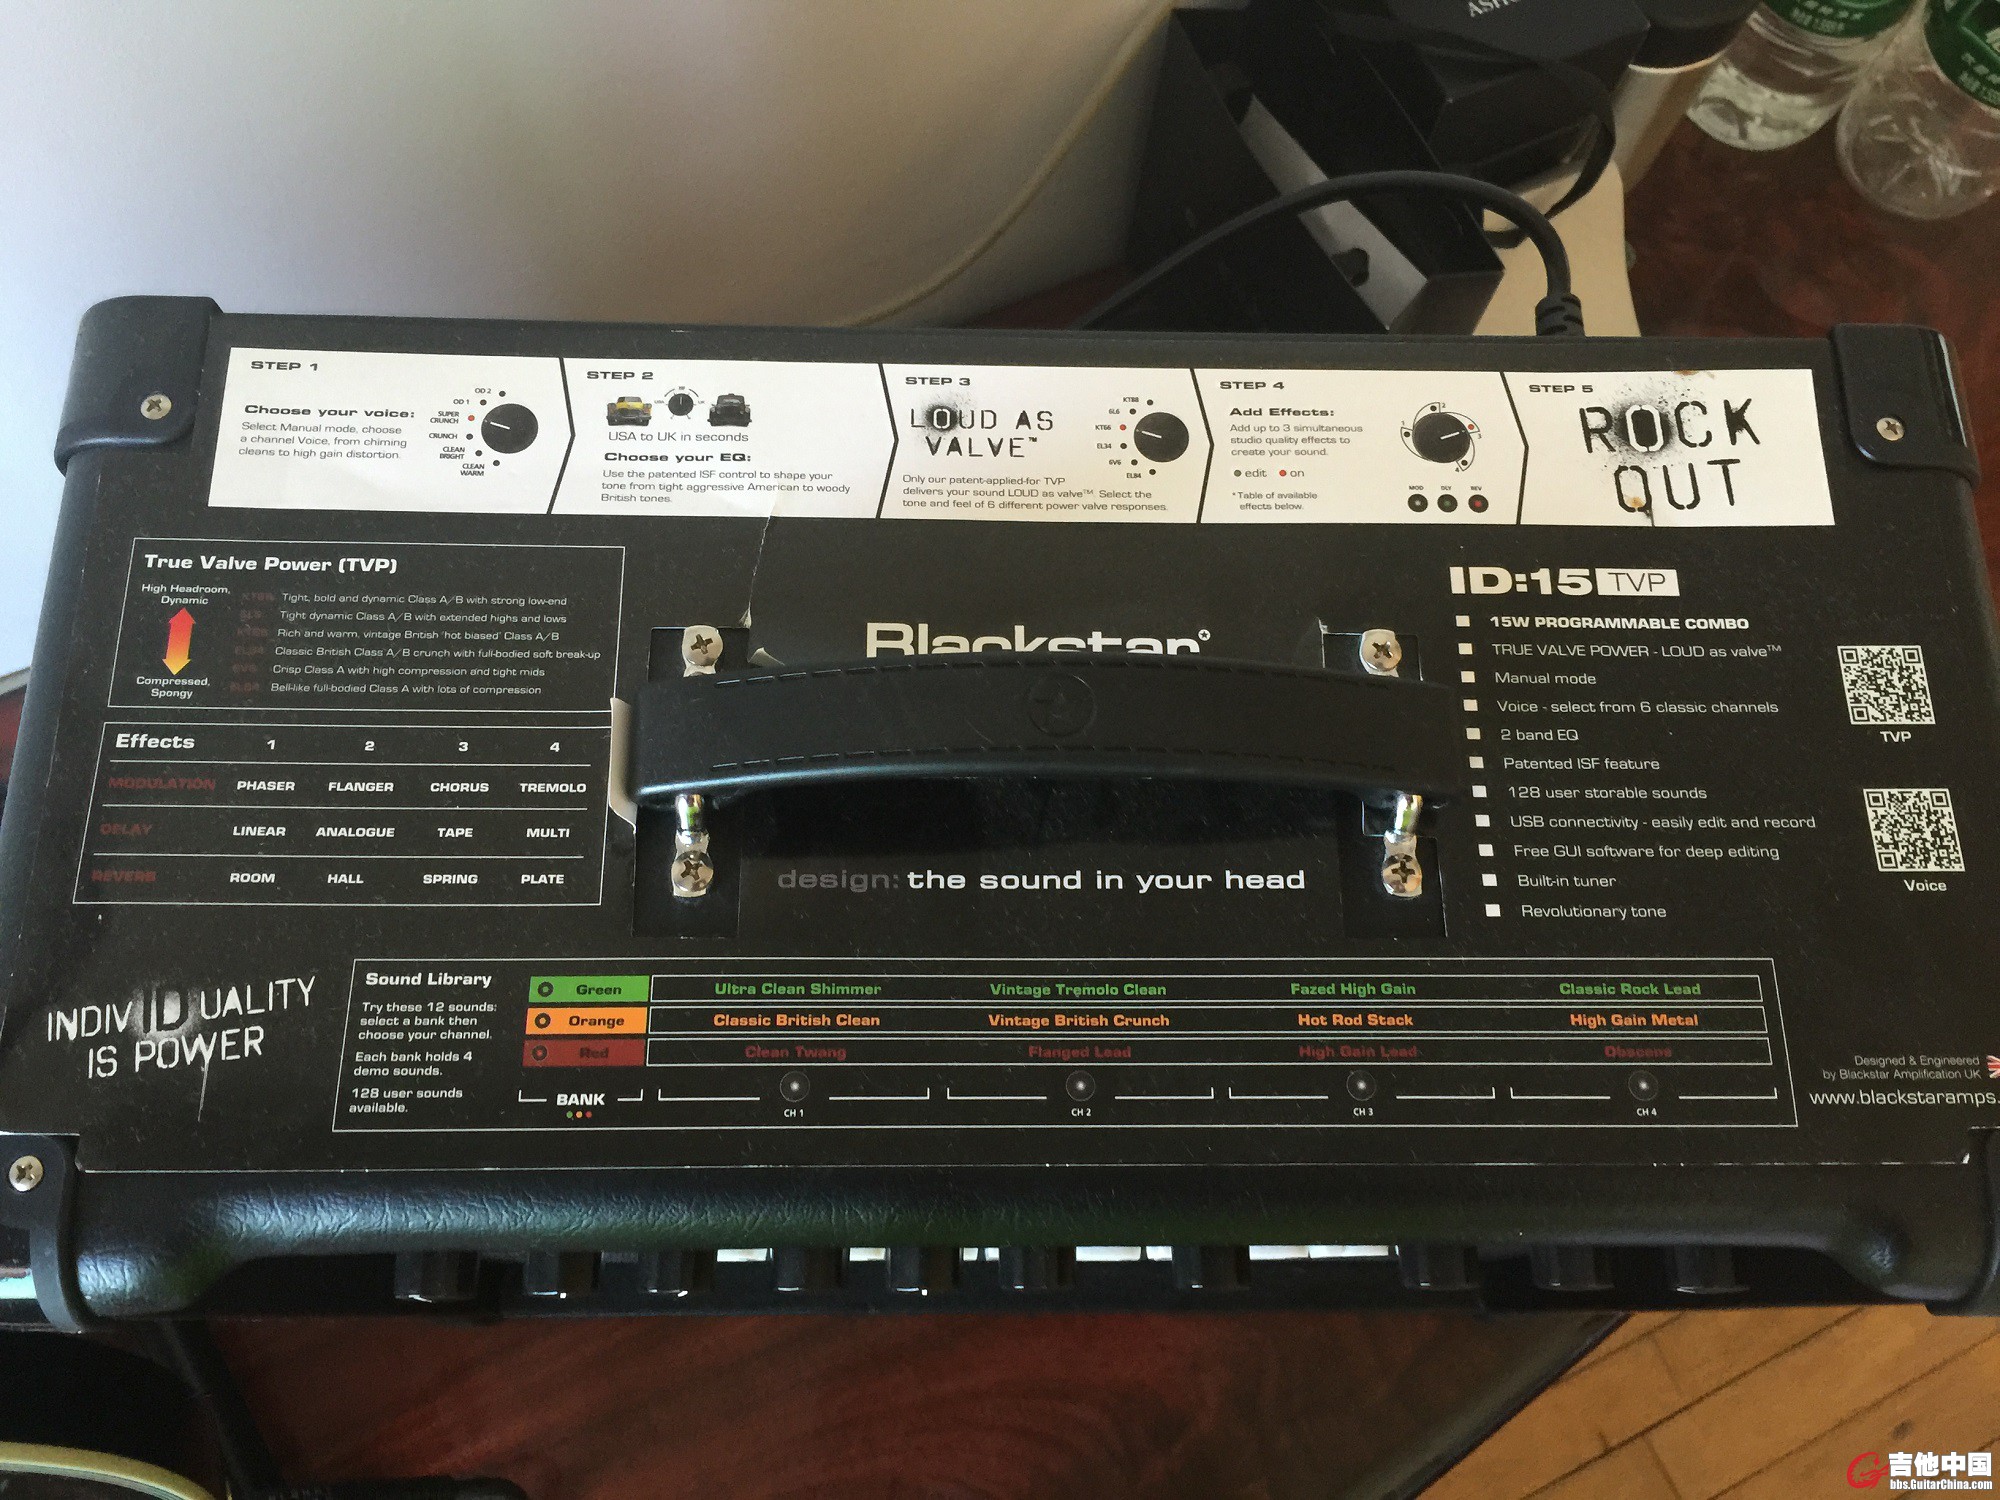 ASH
STEP 1
Choose your voice:
Select Manual mode, choose
a channel Voice, from chiming
cleans to high gain distortion.
OD 2
OD 1
SUPER
CRUNCH
CRUNCH
CLEAN
BRIGHT
CLEAN
WARM
STEP 2
USA
UK
USA to UK in seconds
Choose your EQ:
Use the patented ISF control to shape your
tone from tight aggressive American to woody
British tones.
STEP 3
LOUD AS
VALVE™
Only our patent-applied-for TVP
delivers your sound LOUD as valve™. Select the
tone and feel of 6 different power valve responses.
KT88
6L6
KT66
EL34
6V6
EL84
STEP 4
Add Effects:
Add up to 3 simultaneous
studio quality effects to
create your sound.
edit on
* Table of available
effects below.
1
2
3
4
MOD DLY REV
STEP 5
ROCK
OUT
True Valve Power (TVP)
High Headroom,
Dynamic
Compressed,
Spongy
KT88 Tight, bold and dynamic Class A/B with strong low-end
6L6 Tight dynamic Class A/B with extended highs and lows
KT66 Rich and warm, vintage British 'hot biased' Class A/B
EL34 Classic British Class A/B crunch with full-bodied soft break-up
6V6 Crisp Class A with high compression and tight mids
EL84 Bell-like full-bodied Class A with lots of compression
Effects 1 2 3 4
MODULATION PHASER FLANGER CHORUS TREMOLO
DELAY LINEAR ANALOGUE TAPE MULTI
REVERB ROOM HALL SPRING PLATE
Blackstar
design: the sound in your head
ID:15 TVP
15W PROGRAMMABLE COMBO
TRUE VALVE POWER - LOUD as valve™
Manual mode
Voice - select from 6 classic channels
2 band EQ
Patented ISF feature
128 user storable sounds
USB connectivity - easily edit and record
Free GUI software for deep editing
Built-in tuner
Revolutionary tone
TVP
Voice
INDIVIDUALITY
IS POWER
Sound Library
Try these 12 sounds:
select a bank then
choose your channel.
Each bank holds 4
demo sounds.
128 user sounds
available.
Green Ultra Clean Shimmer Vintage Tremolo Clean Fazed High Gain Classic Rock Lead
Orange Classic British Clean Vintage British Crunch Hot Rod Stack High Gain Metal
Red Clean Twang Flanged Lead High Gain Lead Obscene
BANK CH 1 CH 2 CH 3 CH 4
Designed & Engineered
by Blackstar Amplification UK
www.blackstaramps.
吉他中国
bbs.GuitarChina.com